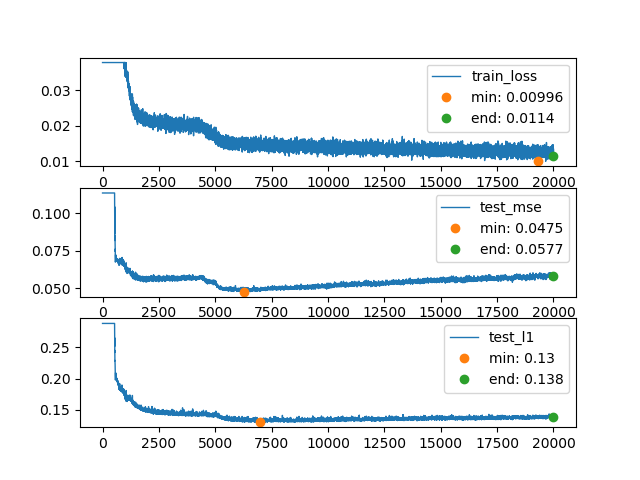 train_loss
min: 0.00996
end: 0.0114
0.03
0.02
0.01
0 2500 5000 7500 10000 12500 15000 17500 20000
test_mse
min: 0.0475
end: 0.0577
0.100
0.075
0.050
0 2500 5000 7500 10000 12500 15000 17500 20000
test_l1
min: 0.13
end: 0.138
0.25
0.20
0.15
0 2500 5000 7500 10000 12500 15000 17500 20000